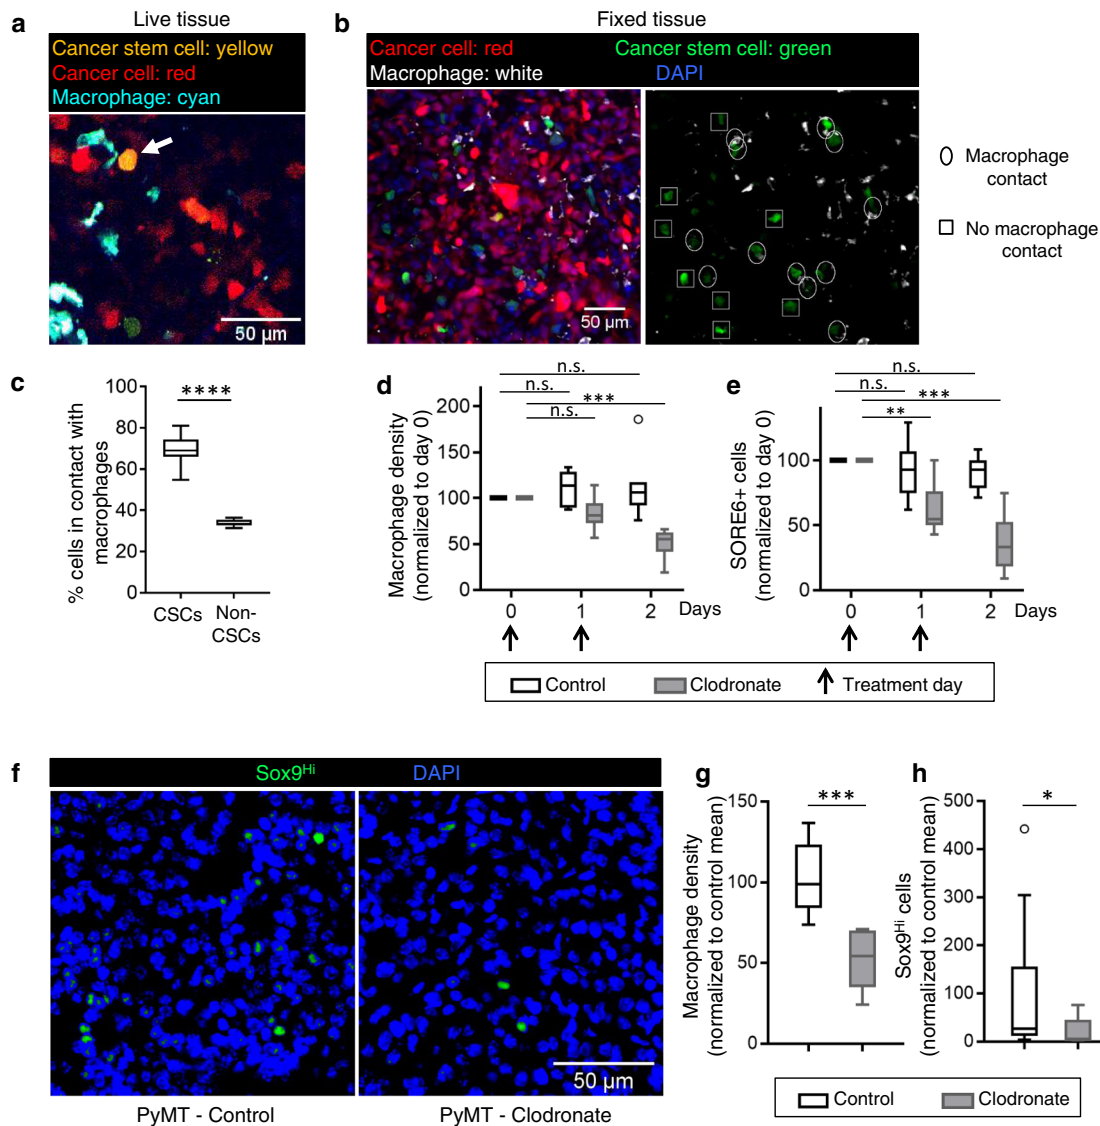 a
Live tissue
Cancer stem cell: yellow
Cancer cell: red
Macrophage: cyan
50 µm
b
Fixed tissue
Cancer cell: red
Cancer stem cell: green
Macrophage: white
DAPI
50 µm
Macrophage
contact
No macrophage
contact
c
% cells in contact with
macrophages
100
80
60
40
20
0
****
CSCs
Non-
CSCs
d
n.s.
n.s.
***
n.s.
Macrophage density
(normalized to day 0)
200
150
100
50
0
0
1
2
Days
e
n.s.
n.s.
***
**
SORE6+ cells
(normalized to day 0)
100
50
0
0
1
2
Days
Control
Clodronate
Treatment day
f
Sox9Hi
DAPI
50 µm
PyMT - Control
PyMT - Clodronate
g
Macrophage density
(normalized to control mean)
150
100
50
0
***
h
Sox9Hi cells
(normalized to control mean)
500
400
300
200
100
0
*
Control
Clodronate